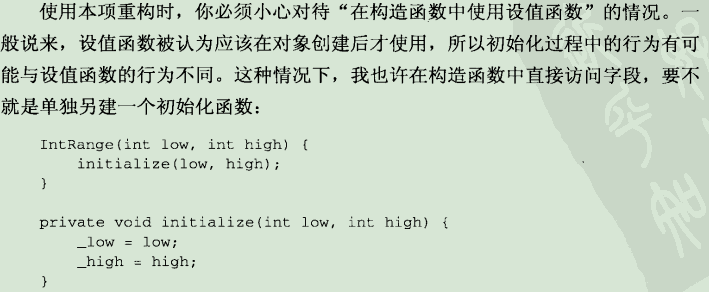 使用本项重构时，你必须小心对待“在构造函数中使用设值函数”的情况。一
般说来，设值函数被认为应该在对象创建后才使用，所以初始化过程中的行为有可
能与设值函数的行为不同。这种情况下，我也许在构造函数中直接访问字段，要不
就是单独另建一个初始化函数：
IntRange(int low, int high) {
initialize(low, high);
}
private void initialize(int low, int high) {
_low = low;
_high = high;
}